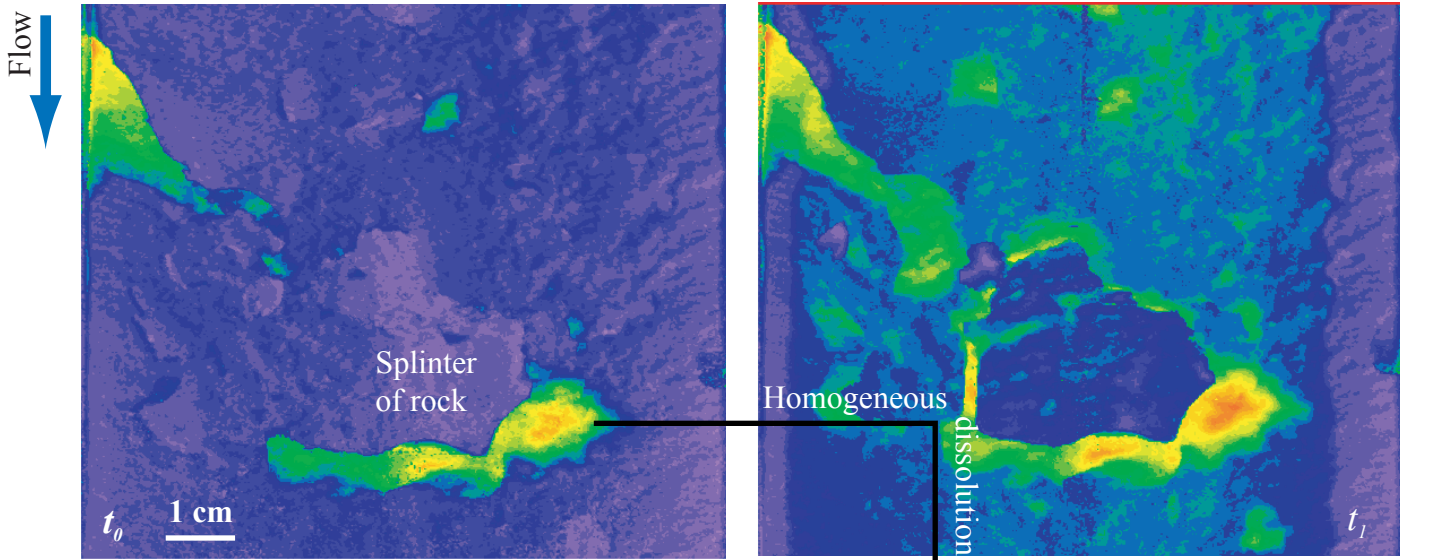 Flow
Splinter
of rock
t0
1 cm
Homogeneous
dissolution
t1